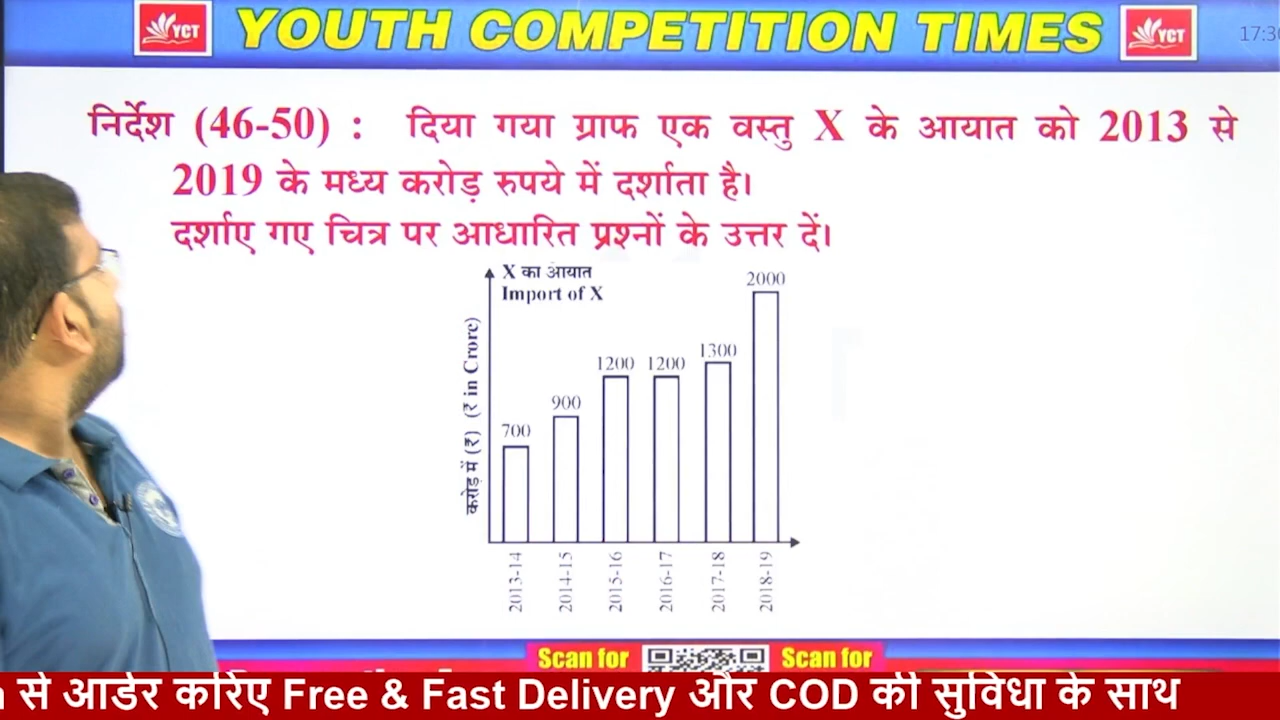 YCT
YOUTH COMPETITION TIMES
YCT
17:30
निर्देश (46-50) : दिया गया ग्राफ एक वस्तु X के आयात को 2013 से
2019 के मध्य करोड़ रुपये में दर्शाता है।
दर्शाए गए चित्र पर आधारित प्रश्नों के उत्तर दें।
X का आयात
Import of X
करोड़ में (₹) (₹ in Crore)
700
900
1200
1200
1300
2000
2013-14
2014-15
2015-16
2016-17
2017-18
2018-19
Scan for
Scan for
से आर्डर करिए Free & Fast Delivery और COD की सुविधा के साथ